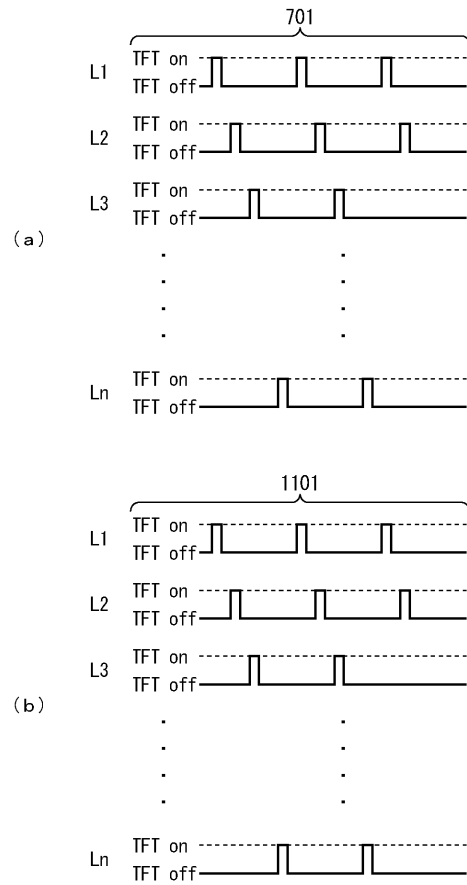 701
L1 TFT on
TFT off
L2 TFT on
TFT off
L3 TFT on
TFT off
(a)
Ln TFT on
TFT off
1101
L1 TFT on
TFT off
L2 TFT on
TFT off
L3 TFT on
TFT off
(b)
Ln TFT on
TFT off